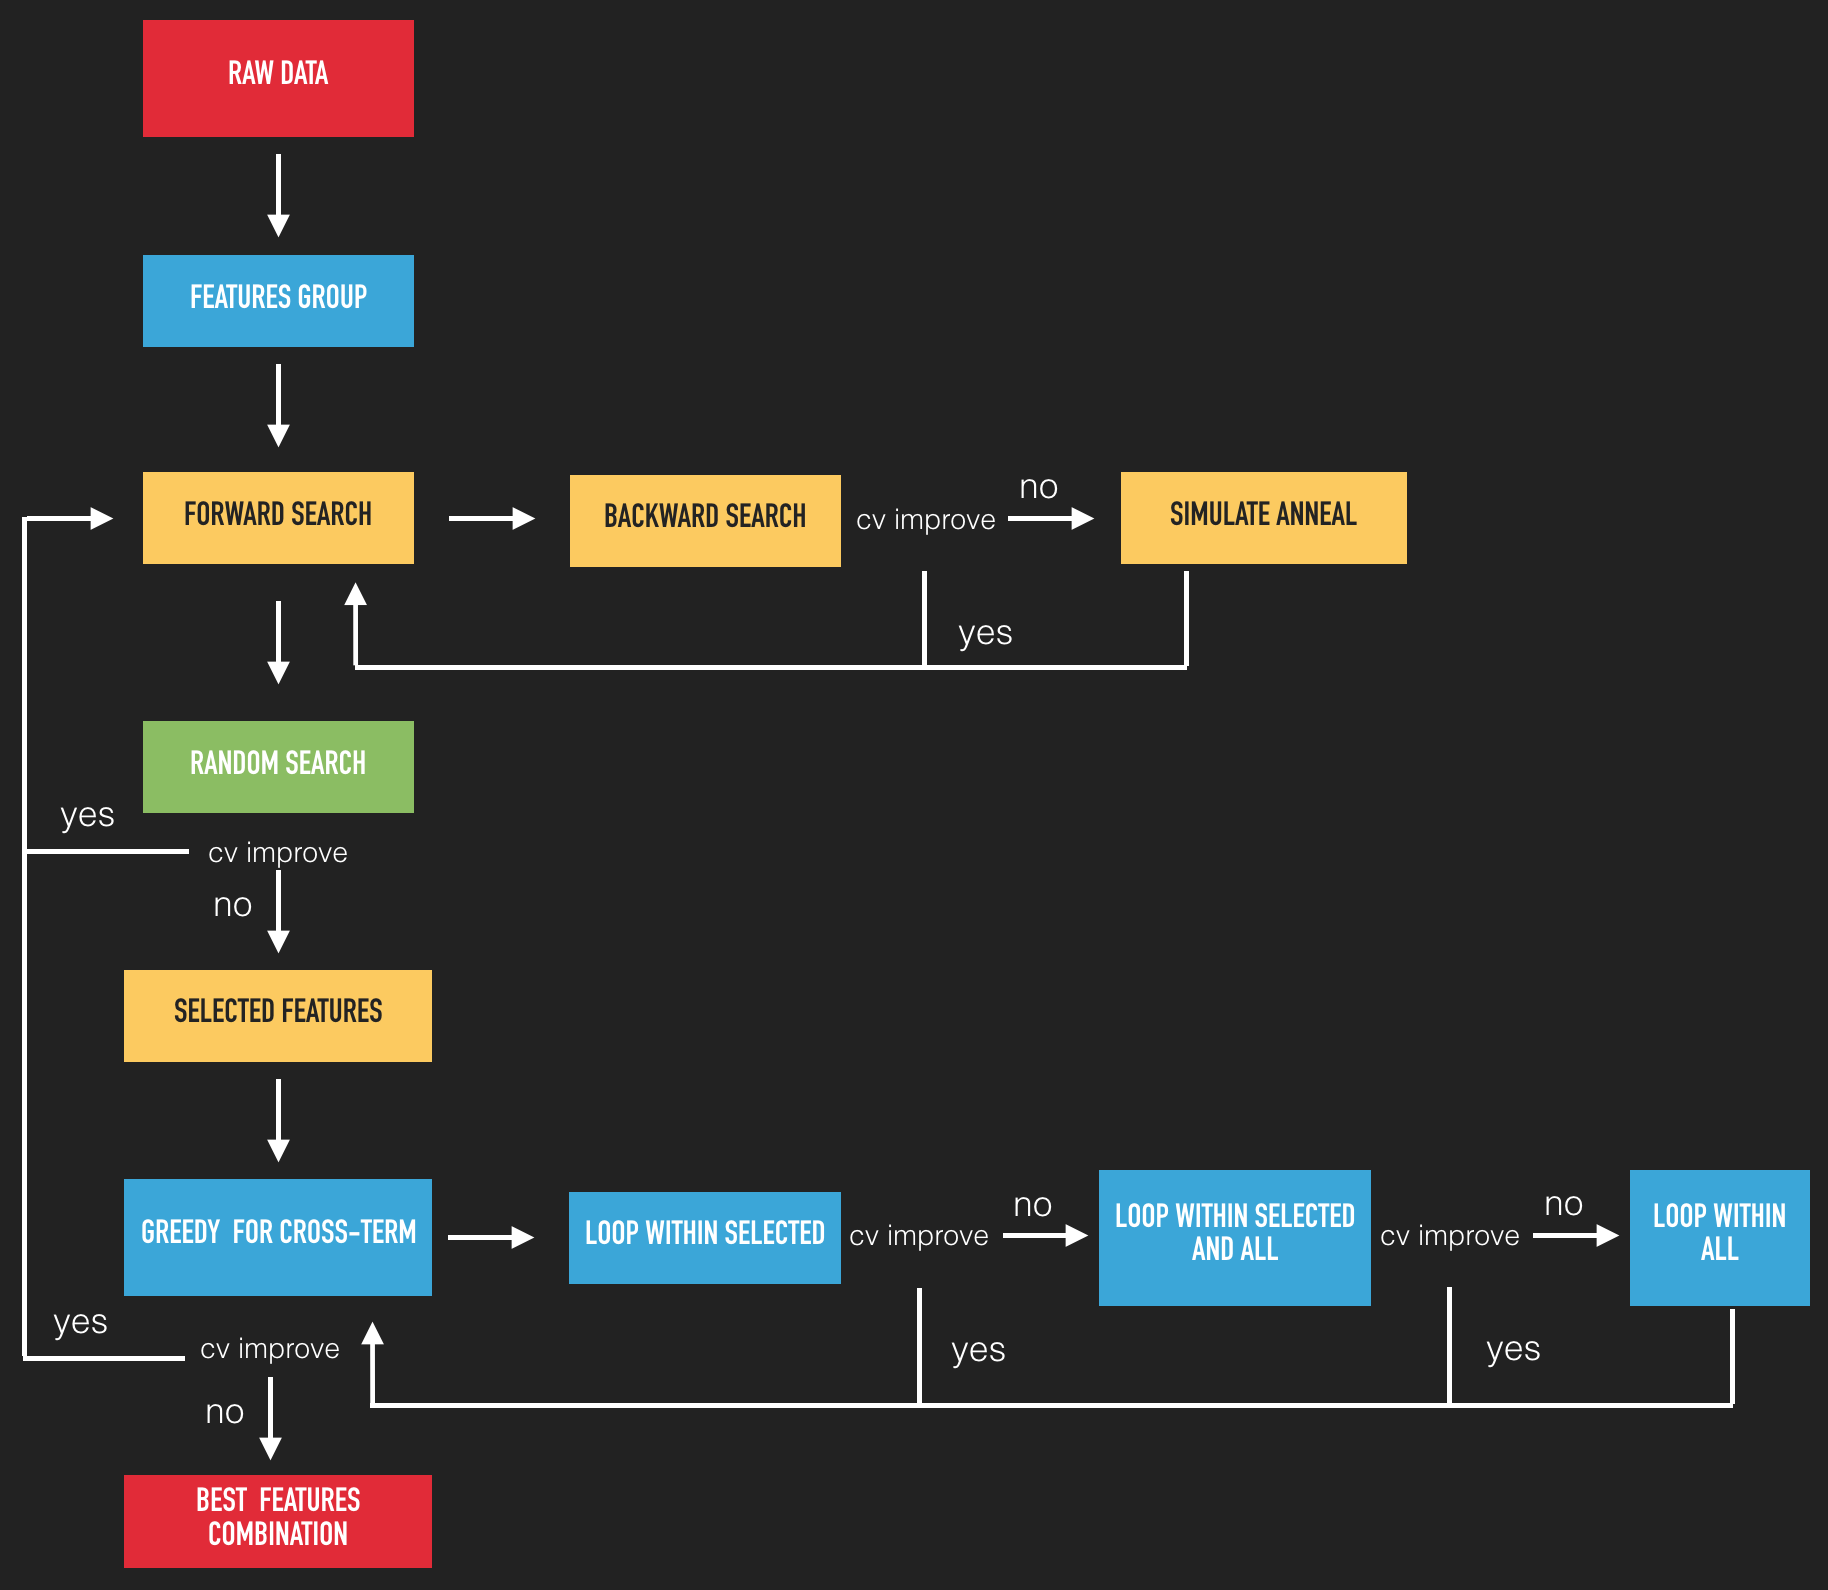 RAW DATA
FEATURES GROUP
FORWARD SEARCH
BACKWARD SEARCH
cv improve
no
SIMULATE ANNEAL
yes
RANDOM SEARCH
yes
cv improve
no
SELECTED FEATURES
GREEDY FOR CROSS-TERM
LOOP WITHIN SELECTED
cv improve
no
LOOP WITHIN SELECTED
AND ALL
cv improve
no
LOOP WITHIN
ALL
yes
cv improve
yes
yes
no
BEST FEATURES
COMBINATION